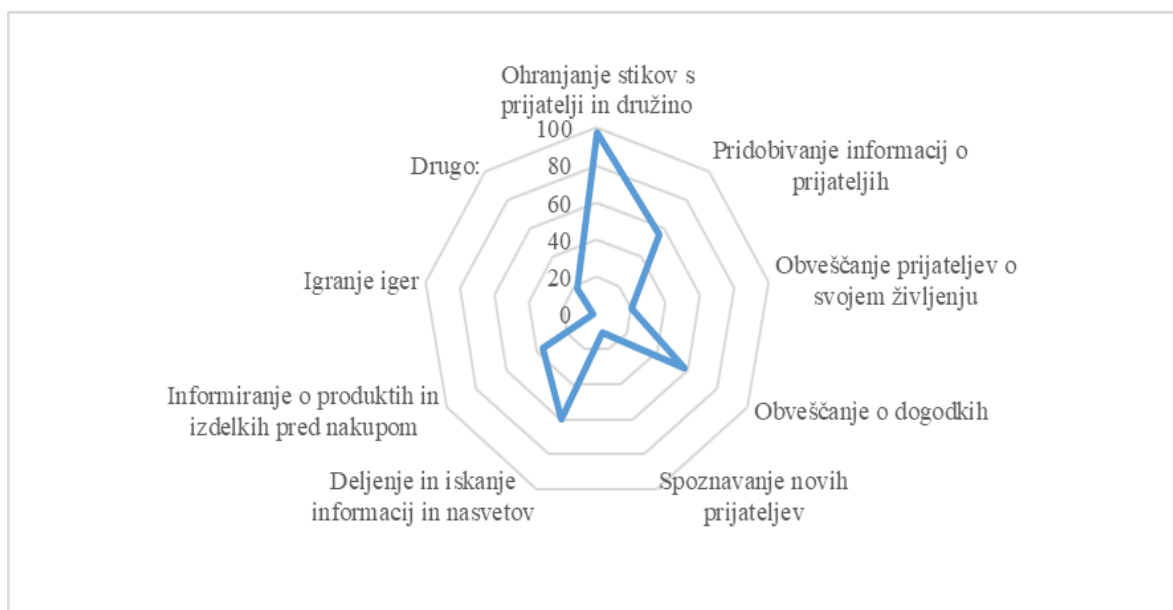 Ohranjanje stikov s
prijatelji in družino
Pridobivanje informacij o
prijateljih
Obveščanje prijateljev o
svojem življenju
Obveščanje o dogodkih
Spoznavanje novih
prijateljev
Deljenje in iskanje
informacij in nasvetov
Informiranje o produktih in
izdelkih pred nakupom
Igranje iger
Drugo:
100
80
60
40
20
0